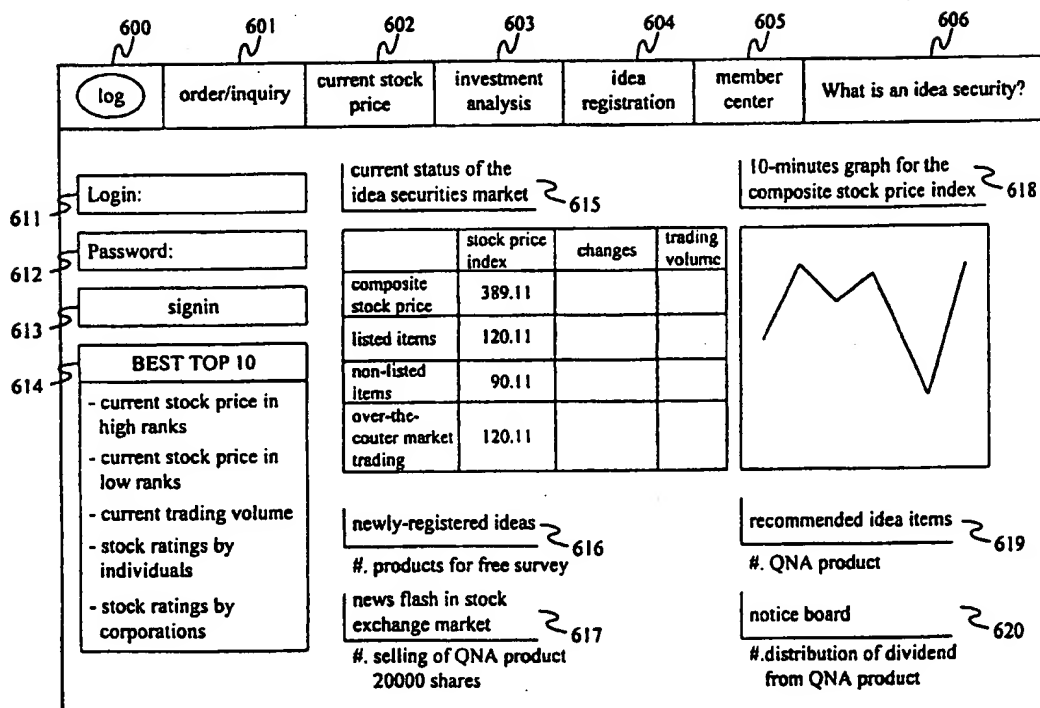 600
601
602
603
604
605
606
log
order/inquiry
current stock
price
investment
analysis
idea
registration
member
center
What is an idea security?
611
Login:
612
Password:
613
signin
614
BEST TOP 10
- current stock price in
high ranks
- current stock price in
low ranks
- current trading volume
- stock ratings by
individuals
- stock ratings by
corporations
current status of the
idea securities market
615
stock price
index
changes
trading
volume
composite
stock price
389.11
listed items
120.11
non-listed
items
90.11
over-the-
couter market
trading
120.11
10-minutes graph for the
composite stock price index
618
newly-registered ideas
616
#. products for free survey
news flash in stock
exchange market
617
#. selling of QNA product
20000 shares
recommended idea items
619
#. QNA product
notice board
620
#.distribution of dividend
from QNA product